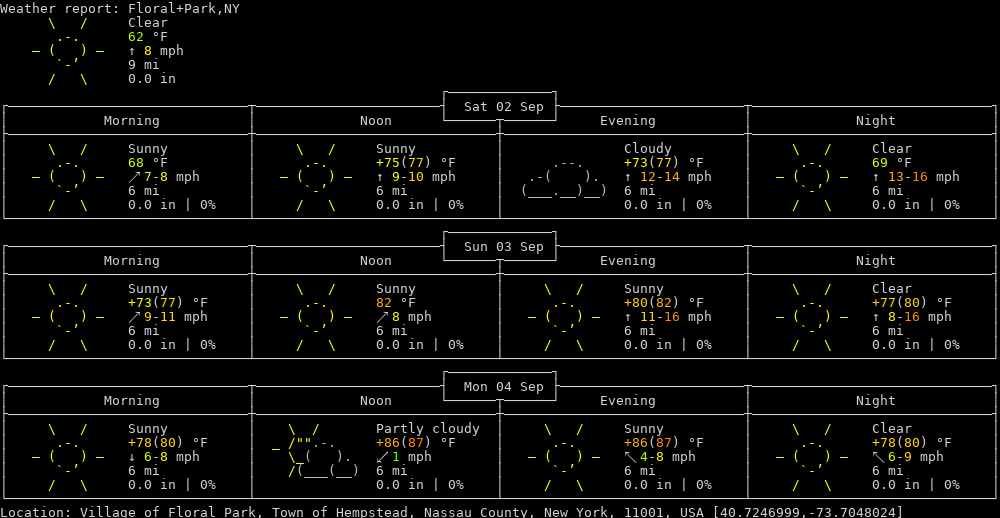 Weather report: Floral+Park,NY
Clear
62 °F
↑ 8 mph
9 mi
0.0 in
Sat 02 Sep
Morning Noon Evening Night
Sunny Sunny Cloudy Clear
68 °F +75(77) °F +73(77) °F 69 °F
↗ 7-8 mph ↑ 9-10 mph ↑ 12-14 mph ↑ 13-16 mph
6 mi 6 mi 6 mi 6 mi
0.0 in | 0% 0.0 in | 0% 0.0 in | 0% 0.0 in | 0%
Sun 03 Sep
Morning Noon Evening Night
Sunny Sunny Sunny Clear
+73(77) °F 82 °F +80(82) °F +77(80) °F
↗ 9-11 mph ↗ 8 mph ↑ 11-16 mph ↑ 8-16 mph
6 mi 6 mi 6 mi 6 mi
0.0 in | 0% 0.0 in | 0% 0.0 in | 0% 0.0 in | 0%
Mon 04 Sep
Morning Noon Evening Night
Sunny Partly cloudy Sunny Clear
+78(80) °F +86(87) °F +86(87) °F +78(80) °F
↓ 6-8 mph ↙ 1 mph ↖ 4-8 mph ↖ 6-9 mph
6 mi 6 mi 6 mi 6 mi
0.0 in | 0% 0.0 in | 0% 0.0 in | 0% 0.0 in | 0%
Location: Village of Floral Park, Town of Hempstead, Nassau County, New York, 11001, USA [40.7246999,-73.7048024]